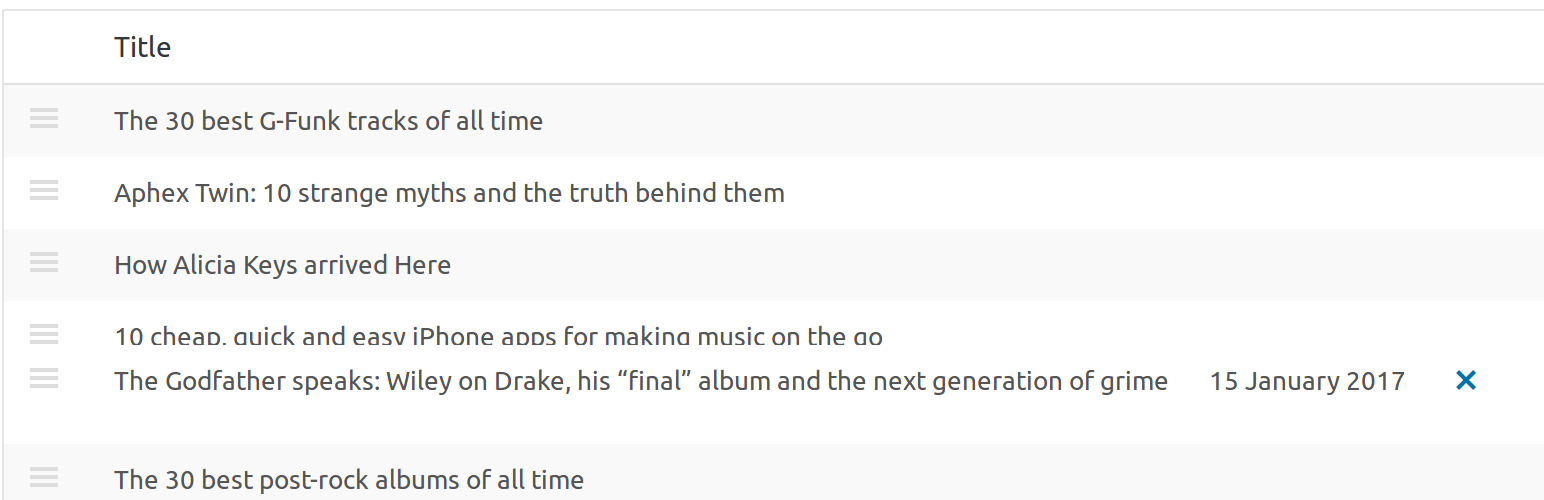 Title
The 30 best G-Funk tracks of all time
Aphex Twin: 10 strange myths and the truth behind them
How Alicia Keys arrived Here
10 cheap, quick and easy iPhone apps for making music on the go
The Godfather speaks: Wiley on Drake, his “final” album and the next generation of grime 15 January 2017
The 30 best post-rock albums of all time